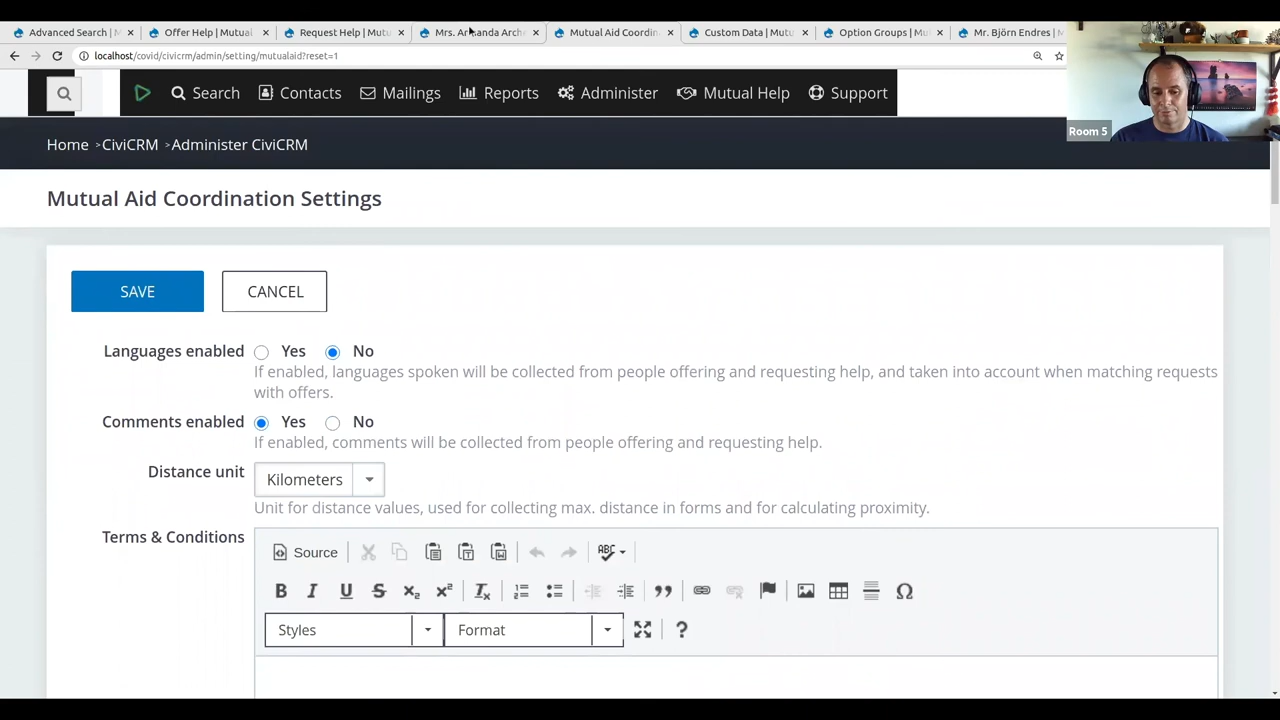 Advanced Search | M
Offer Help | Mutual
Request Help | Mutu
Mrs. Amanda Arche
Mutual Aid Coordin
Custom Data | Mutu
Option Groups | Mu
Mr. Björn Endres |
localhost/covid/civicrm/admin/setting/mutualaid?reset=1
Search
Contacts
Mailings
Reports
Administer
Mutual Help
Support
Room 5
Home > CiviCRM > Administer CiviCRM
Mutual Aid Coordination Settings
SAVE
CANCEL
Languages enabled
Yes
No
If enabled, languages spoken will be collected from people offering and requesting help, and taken into account when matching requests
with offers.
Comments enabled
Yes
No
If enabled, comments will be collected from people offering and requesting help.
Distance unit
Kilometers
Unit for distance values, used for collecting max. distance in forms and for calculating proximity.
Terms & Conditions
Source
ABC
B I U S x₂ x² Iₓ
Styles
Format
?